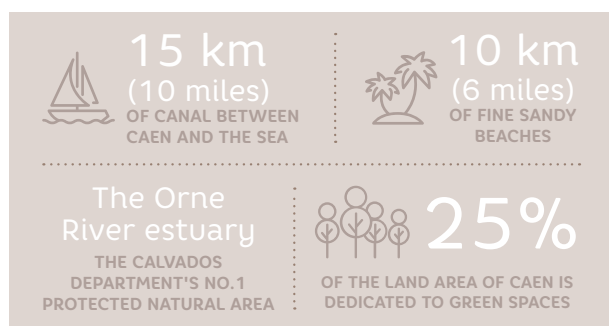 15 km
(10 miles)
OF CANAL BETWEEN
CAEN AND THE SEA
10 km
(6 miles)
OF FINE SANDY
BEACHES
The Orne
River estuary
THE CALVADOS
DEPARTMENT'S NO.1
PROTECTED NATURAL AREA
25%
OF THE LAND AREA OF CAEN IS
DEDICATED TO GREEN SPACES